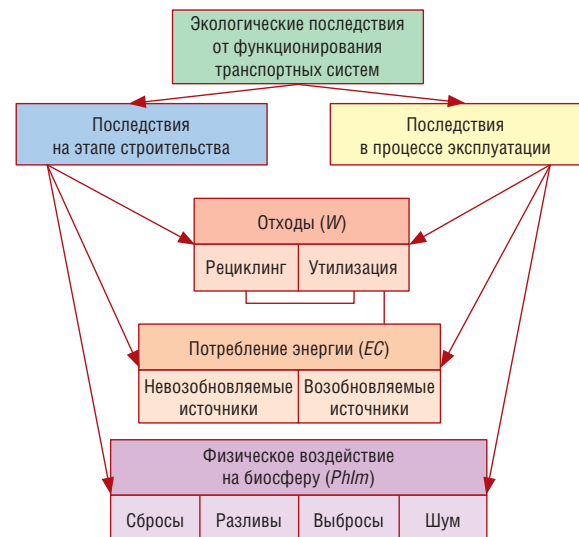 Экологические последствия
от функционирования
транспортных систем
Последствия
на этапе строительства
Последствия
в процессе эксплуатации
Отходы (W)
Рециклинг
Утилизация
Потребление энергии (EC)
Невозобновляемые
источники
Возобновляемые
источники
Физическое воздействие
на биосферу (PhIm)
Сбросы
Разливы
Выбросы
Шум